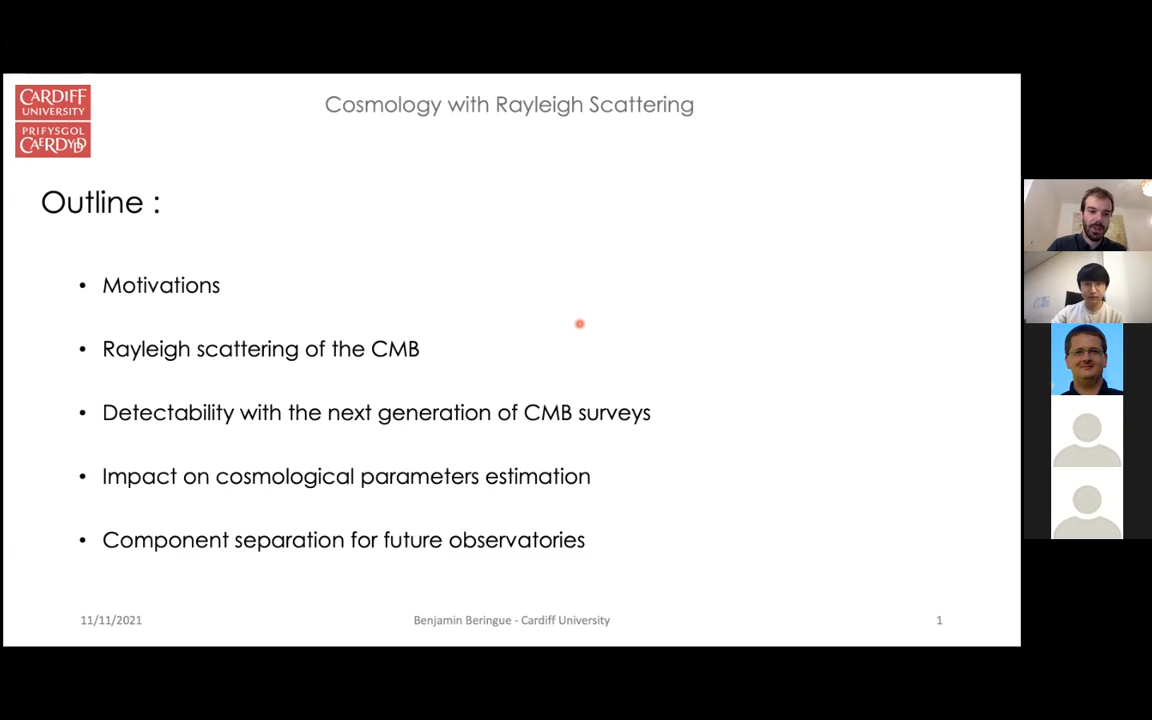 CARDIFF
UNIVERSITY
PRIFYSGOL
CAERDYDD
Cosmology with Rayleigh Scattering
Outline :
• Motivations
• Rayleigh scattering of the CMB
• Detectability with the next generation of CMB surveys
• Impact on cosmological parameters estimation
• Component separation for future observatories
11/11/2021
Benjamin Beringue - Cardiff University
1